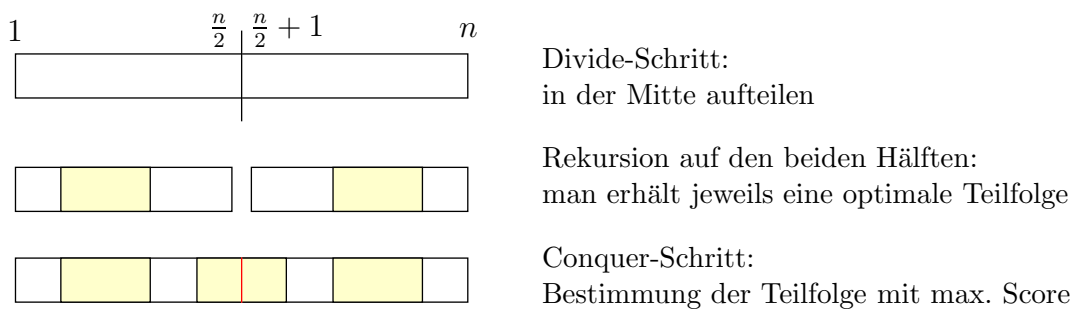 1 n/2 n/2 + 1 n
Divide-Schritt:
in der Mitte aufteilen
Rekursion auf den beiden Hälften:
man erhält jeweils eine optimale Teilfolge
Conquer-Schritt:
Bestimmung der Teilfolge mit max. Score